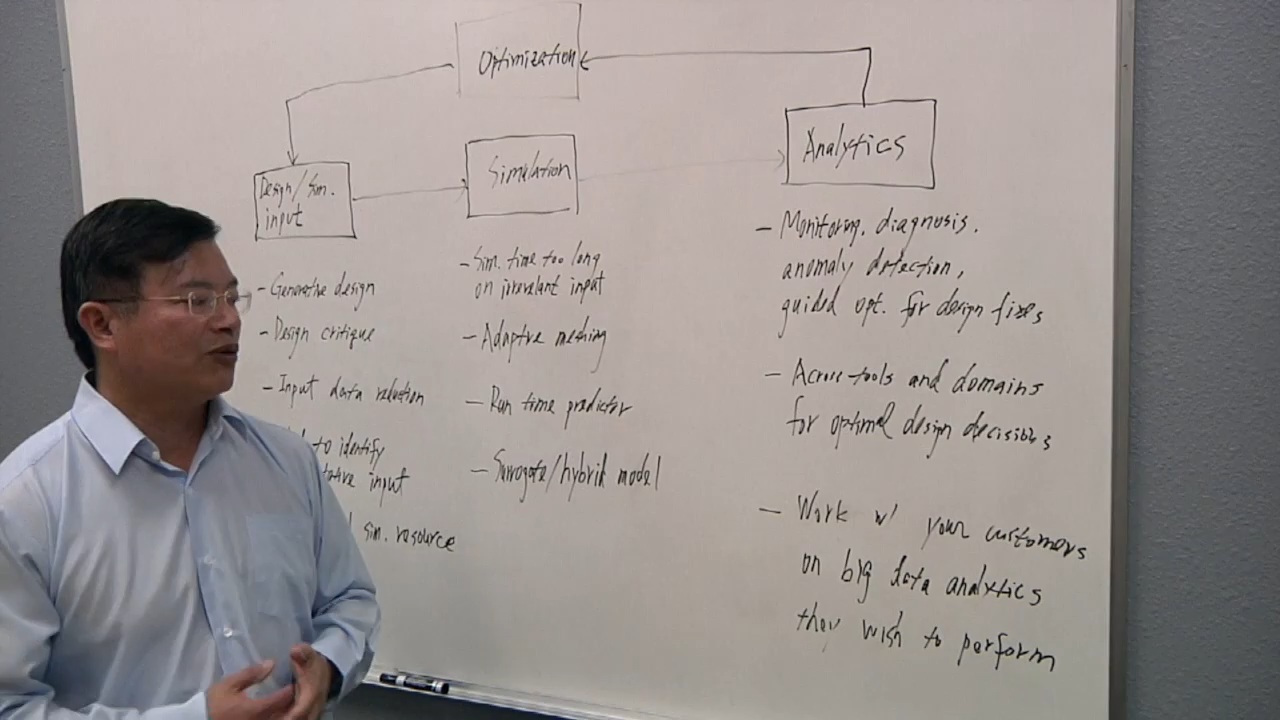 Optimization
Design/Sim.
input
Simulation
Analytics
- Generative design
- Design critique
- Input data reduction
to identify
input
sim. resource
- Sim. time too long
on irrevelant input
- Adaptive meshing
- Run time predictor
- Surrogate/hybrid model
- Monitoring, diagnosis,
anomaly detection,
guided opt. for design fixes
- Across tools and domains
for optimal design decisions
- Work w/ your customers
on big data analytics
they wish to perform